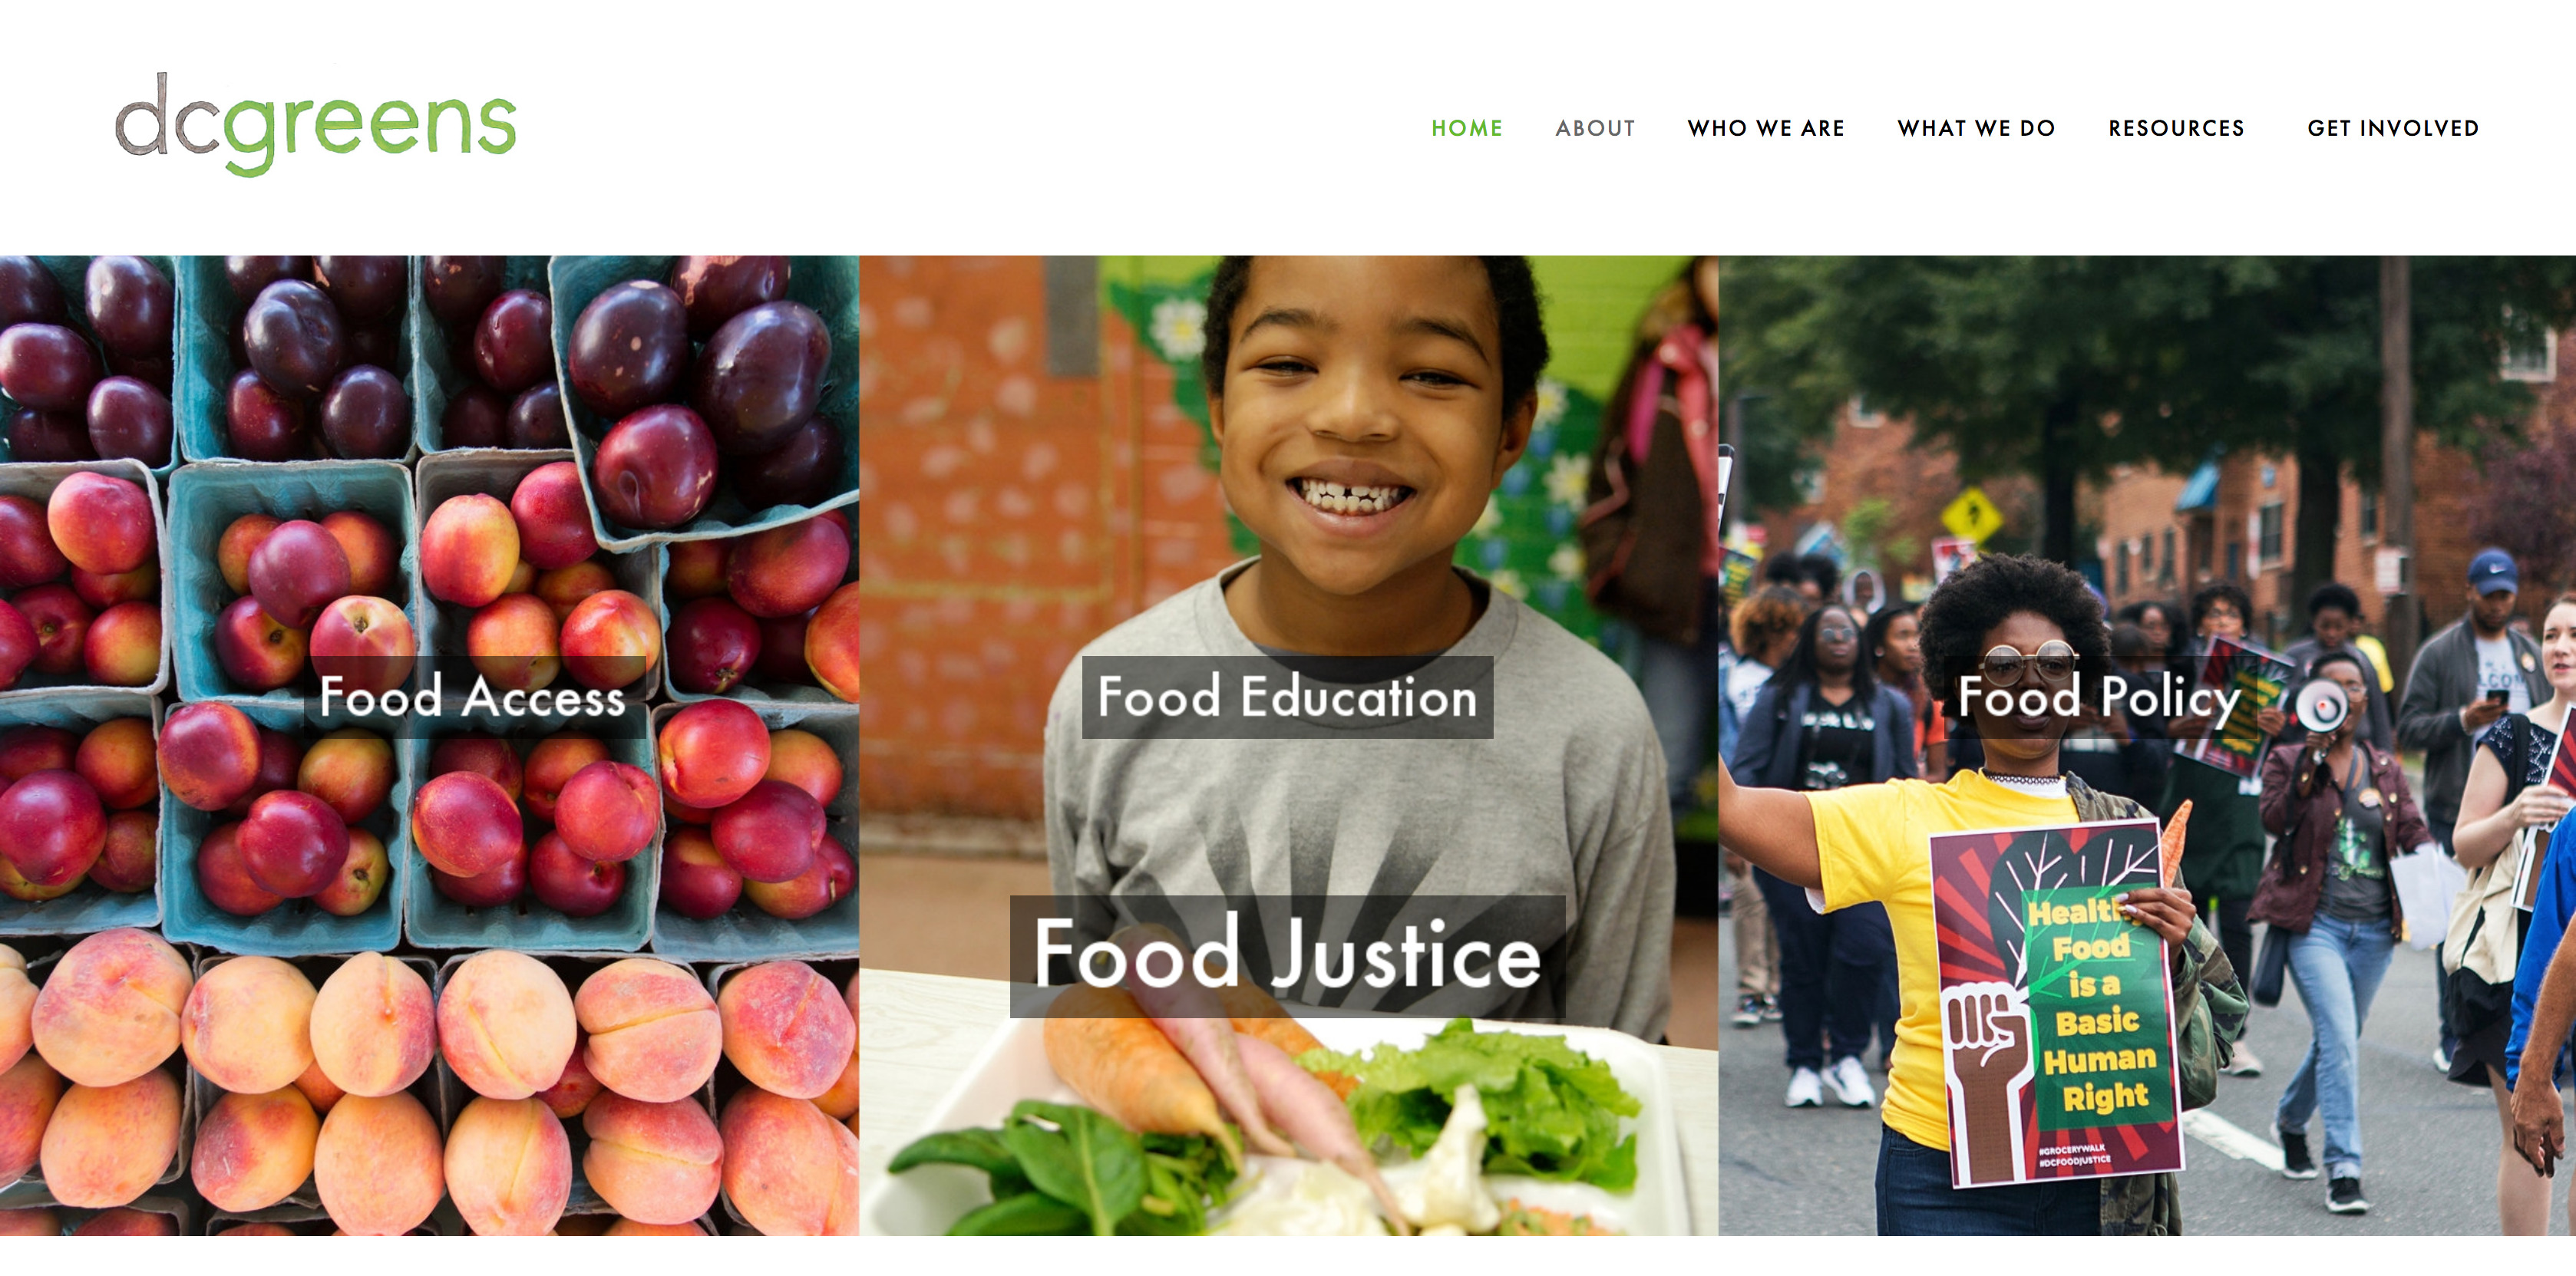 dcgreens
HOME ABOUT WHO WE ARE WHAT WE DO RESOURCES GET INVOLVED
Food Access
Food Education
Food Policy
Food Justice
Healthy
Food
is a
Basic
Human
Right
#GROCERYWALK
#DCFOODJUSTICE